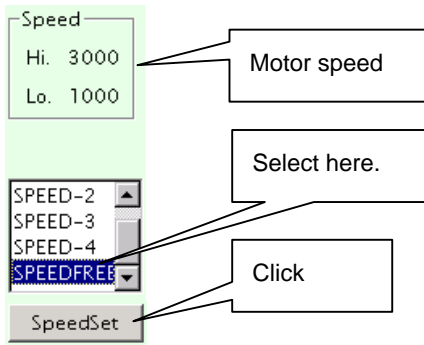 Speed
Hi. 3000
Lo. 1000
Motor speed
Select here.
SPEED-2
SPEED-3
SPEED-4
SPEEDFREE
Click
SpeedSet